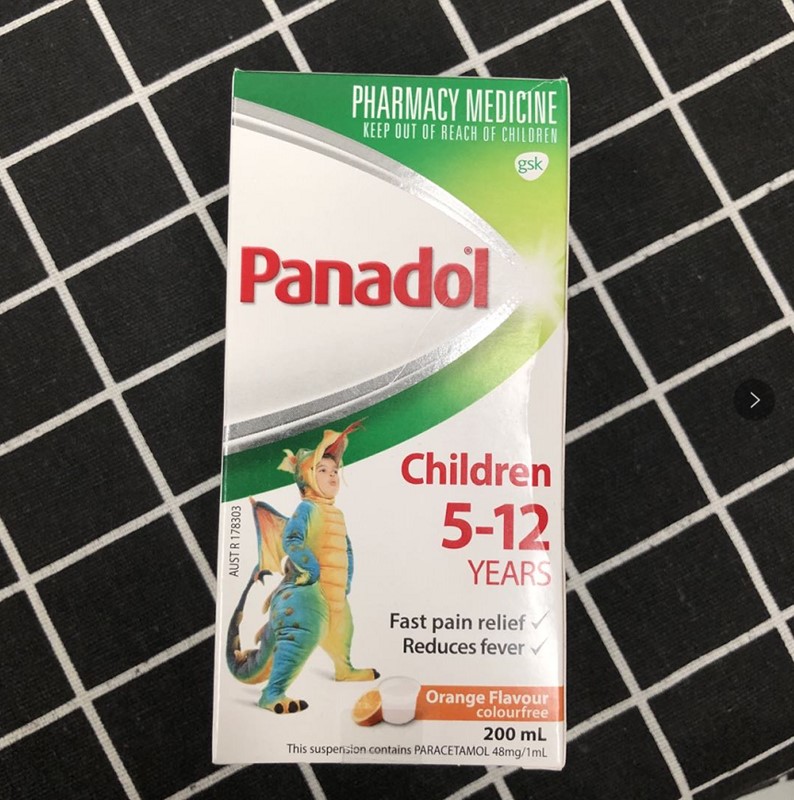 PHARMACY MEDICINE
KEEP OUT OF REACH OF CHILDREN
gsk
Panadol®
Children
5-12
YEARS
AUST R 178303
Fast pain relief ✓
Reduces fever ✓
Orange Flavour
colourfree
200 mL
This suspension contains PARACETAMOL 48mg/1mL